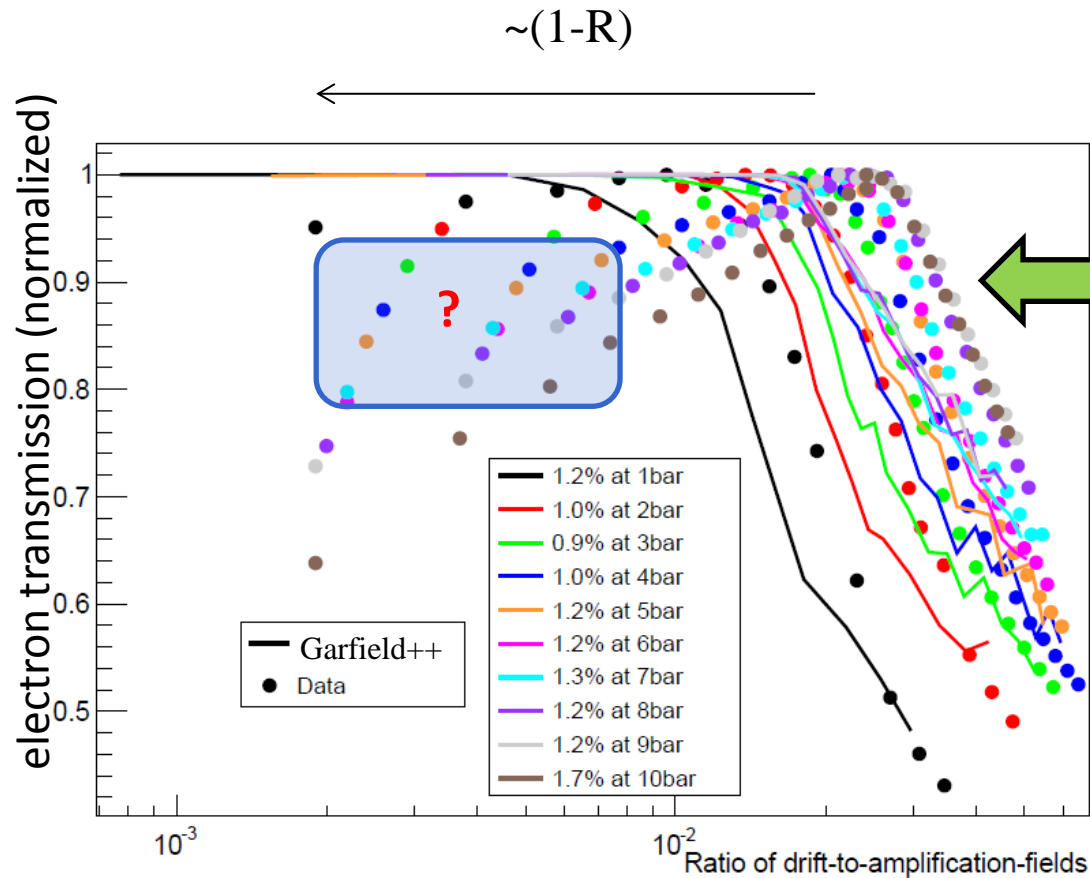 ~(1-R)
electron transmission (normalized)
1
0.9
0.8
0.7
0.6
0.5
?
1.2% at 1bar
1.0% at 2bar
0.9% at 3bar
1.0% at 4bar
1.2% at 5bar
1.2% at 6bar
1.3% at 7bar
1.2% at 8bar
1.2% at 9bar
1.7% at 10bar
Garfield++
Data
10⁻³
10⁻²
Ratio of drift-to-amplification-fields